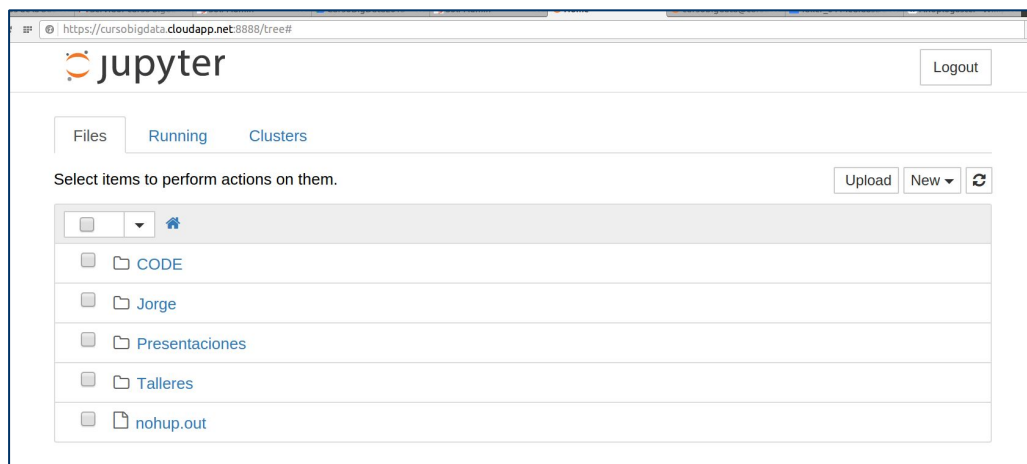 https://cursobigdata.cloudapp.net:8888/tree#
jupyter
Logout
Files Running Clusters
Select items to perform actions on them.
Upload New
CODE
Jorge
Presentaciones
Talleres
nohup.out